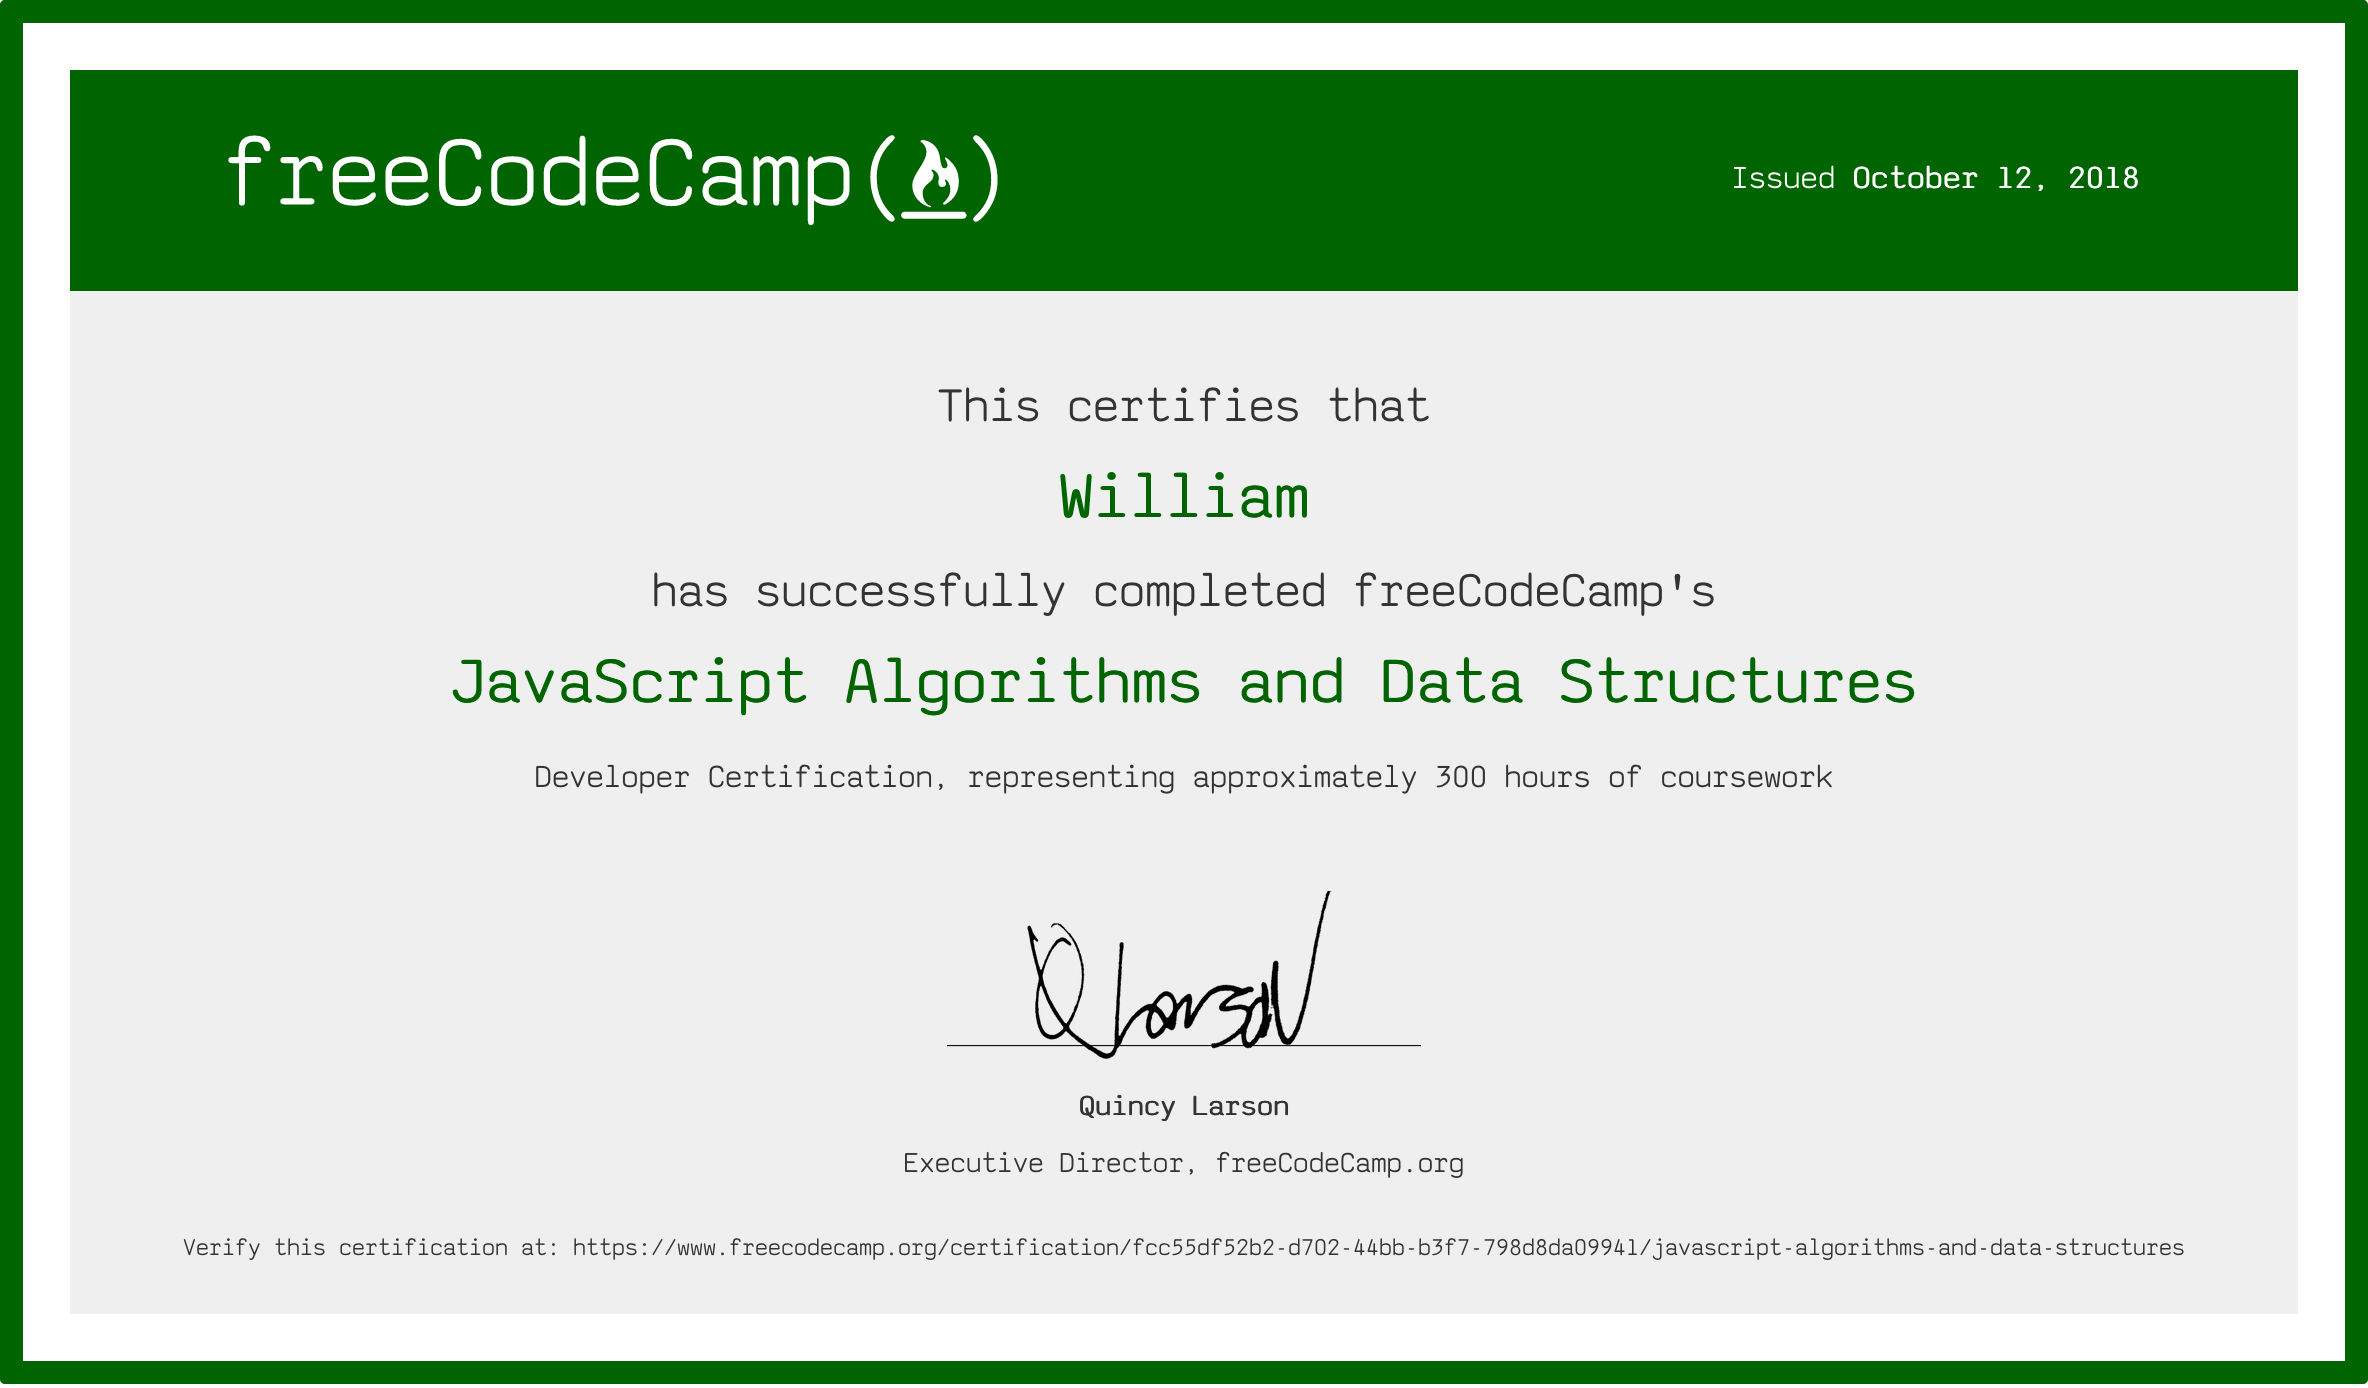 freeCodeCamp
Issued October 12, 2018
This certifies that
William
has successfully completed freeCodeCamp's
JavaScript Algorithms and Data Structures
Developer Certification, representing approximately 300 hours of coursework
Q Larson
Quincy Larson
Executive Director, freeCodeCamp.org
Verify this certification at: https://www.freecodecamp.org/certification/fcc55df52b2-d702-44bb-b3f7-798d8da09941/javascript-algorithms-and-data-structures